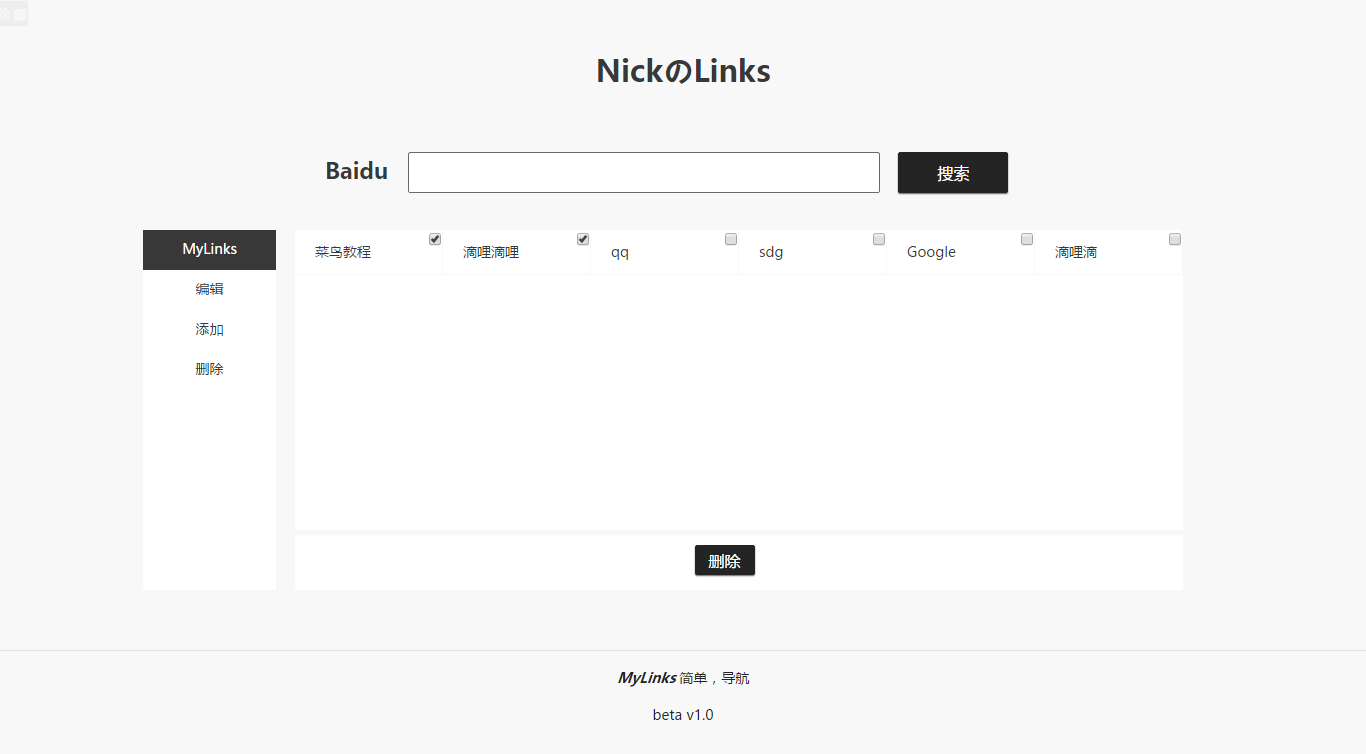 NickのLinks
Baidu
搜索
MyLinks
编辑
添加
删除
菜鸟教程
滴哩滴哩
qq
sdg
Google
滴哩滴
删除
MyLinks 简单，导航
beta v1.0